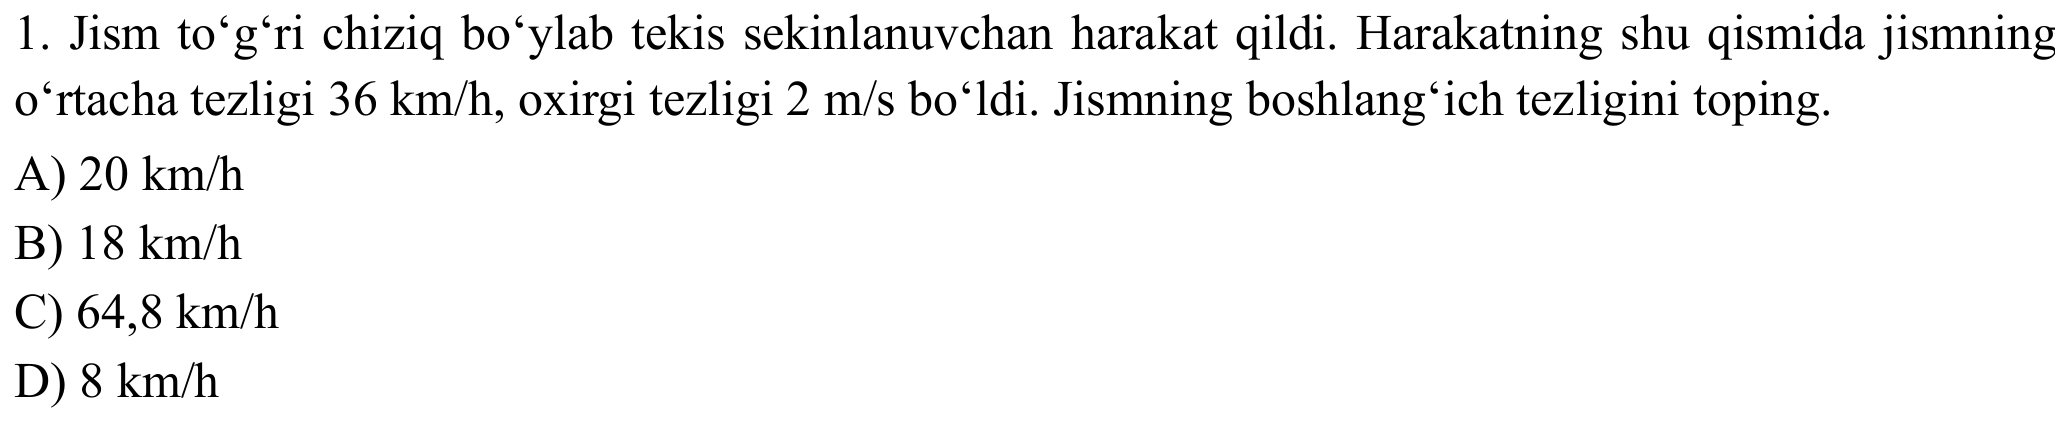 1. Jism to‘g‘ri chiziq bo‘ylab tekis sekinlanuvchan harakat qildi. Harakatning shu qismida jismning
o‘rtacha tezligi 36 km/h, oxirgi tezligi 2 m/s bo‘ldi. Jismning boshlang‘ich tezligini toping.
A) 20 km/h
B) 18 km/h
C) 64,8 km/h
D) 8 km/h